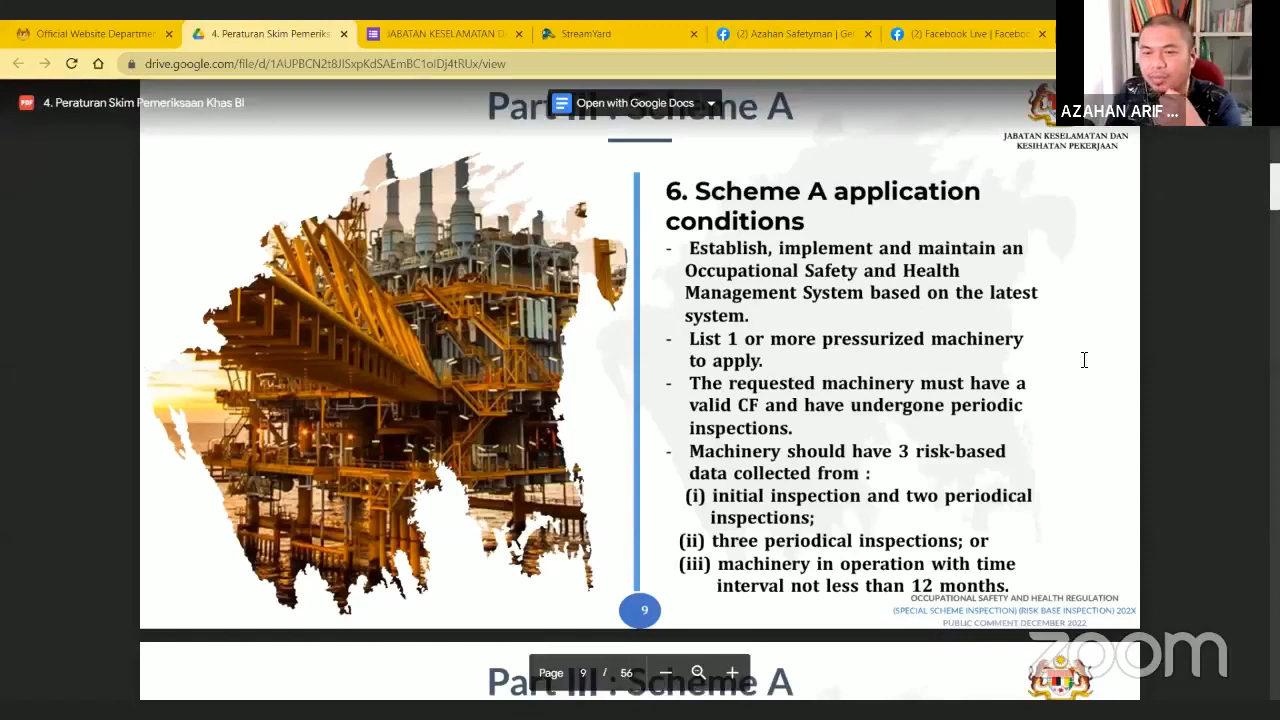 Official Website Departmer
4. Peraturan Skim Pemeriks
JABATAN KESELAMATAN D
StreamYard
(2) Azahan Safetyman | Ge
(2) Facebook Live | Faceboo
drive.google.com/file/d/1AUPBCN2t8JlSxpKdSAEmBC1oIDj4tRUx/view
4. Peraturan Skim Pemeriksaan Khas BI
Open with Google Docs
Part III : Scheme A
AZAHAN ARIF ...
JABATAN KESELAMATAN DAN
KESIHATAN PEKERJAAN
6. Scheme A application
conditions
- Establish, implement and maintain an
Occupational Safety and Health
Management System based on the latest
system.
- List 1 or more pressurized machinery
to apply.
- The requested machinery must have a
valid CF and have undergone periodic
inspections.
- Machinery should have 3 risk-based
data collected from :
(i) initial inspection and two periodical
inspections;
(ii) three periodical inspections; or
(iii) machinery in operation with time
interval not less than 12 months.
9
OCCUPATIONAL SAFETY AND HEALTH REGULATION
(SPECIAL SCHEME INSPECTION) (RISK BASE INSPECTION) 202X
PUBLIC COMMENT DECEMBER 2022
zoom
Page 9 / 56
Part III : Scheme A